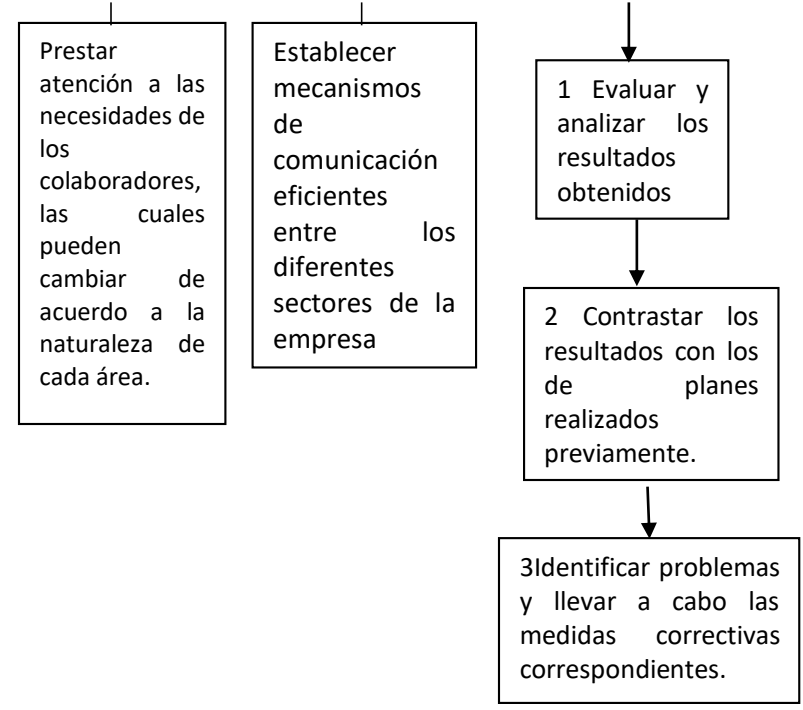 Prestar
atención a las
necesidades de
los
colaboradores,
las cuales
pueden
cambiar de
acuerdo a la
naturaleza de
cada área.
Establecer
mecanismos
de
comunicación
eficientes
entre los
diferentes
sectores de la
empresa
1 Evaluar y
analizar los
resultados
obtenidos
2 Contrastar los
resultados con los
de planes
realizados
previamente.
3Identificar problemas
y llevar a cabo las
medidas correctivas
correspondientes.